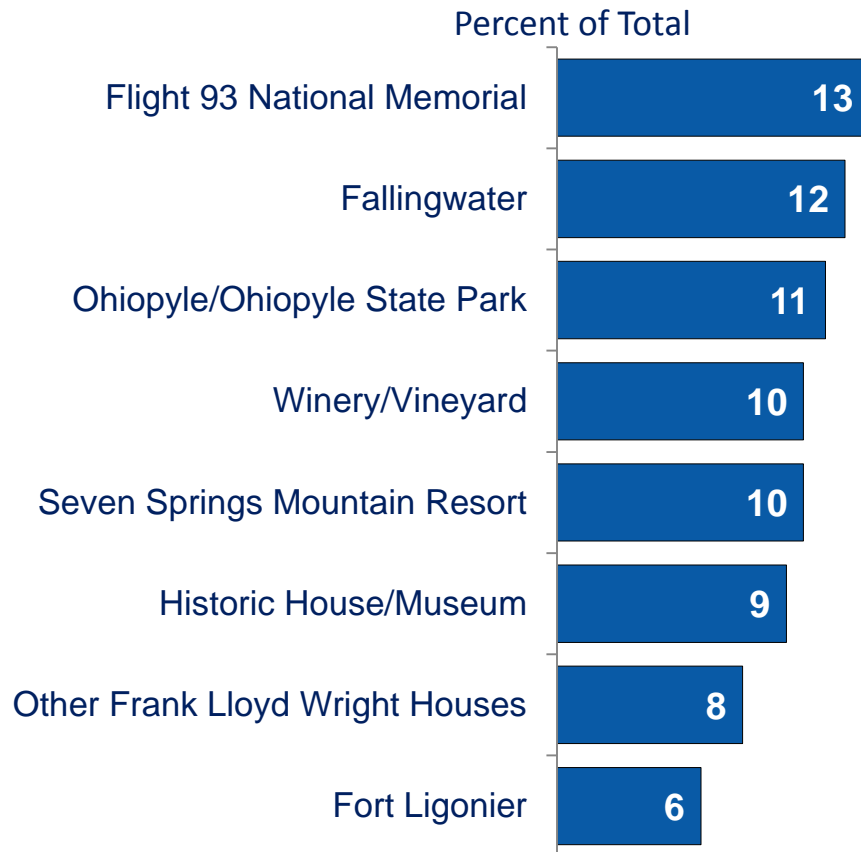 Percent of Total
Flight 93 National Memorial 13
Fallingwater 12
Ohiopyle/Ohiopyle State Park 11
Winery/Vineyard 10
Seven Springs Mountain Resort 10
Historic House/Museum 9
Other Frank Lloyd Wright Houses 8
Fort Ligonier 6